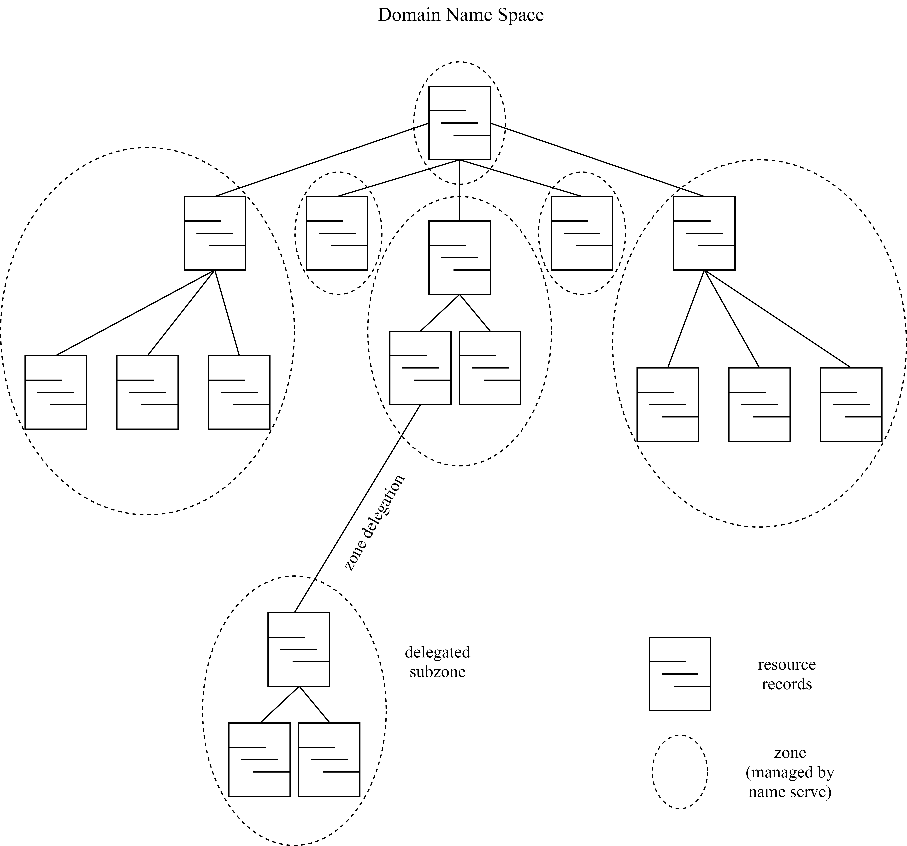 Domain Name Space
zone delegation
delegated
subzone
resource
records
zone
(managed by
name serve)